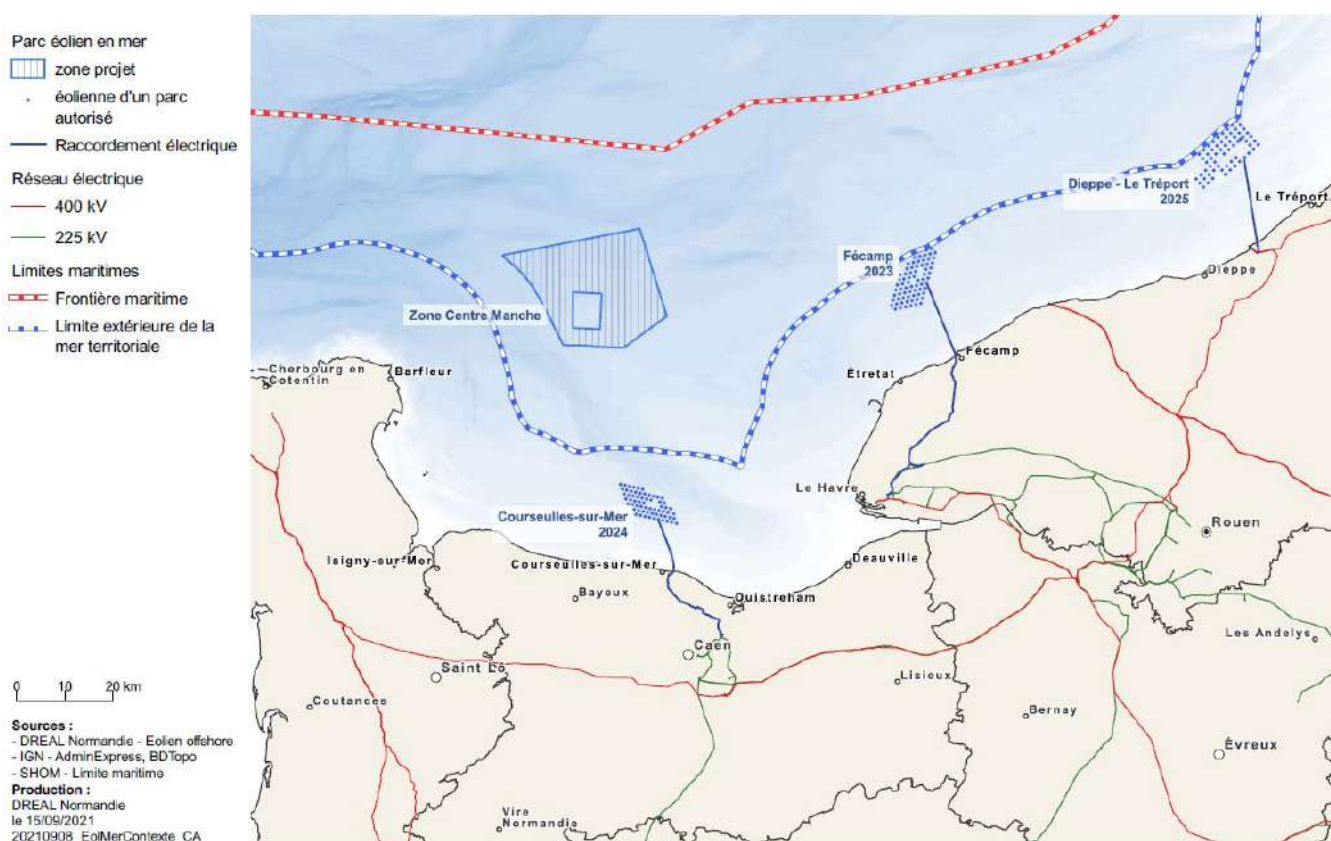 Parc éolien en mer
zone projet
éolienne d'un parc
autorisé
Raccordement électrique
Réseau électrique
400 kV
225 kV
Limites maritimes
Frontière maritime
Limite extérieure de la
mer territoriale
0 10 20 km
Sources :
- DREAL Normandie - Eolien offshore
- IGN - AdminExpress, BDTopo
- SHOM - Limite maritime
Production :
DREAL Normandie
le 15/09/2021
20210908_EolMerContexte_CA
Dieppe - Le Tréport
2025
Le Tréport
Fécamp
2023
Dieppe
Zone Centre Manche
Fécamp
Cherbourg en
Cotentin
Barfleur
Étretat
Le Havre
Courseulles-sur-Mer
2024
Rouen
Isigny-sur-Mer
Courseulles-sur-Mer
Deauville
Bayeux
Ouistreham
Les Andelys
Caen
Saint Lô
Lisieux
Coutances
Bernay
Évreux
Vire
Normandie